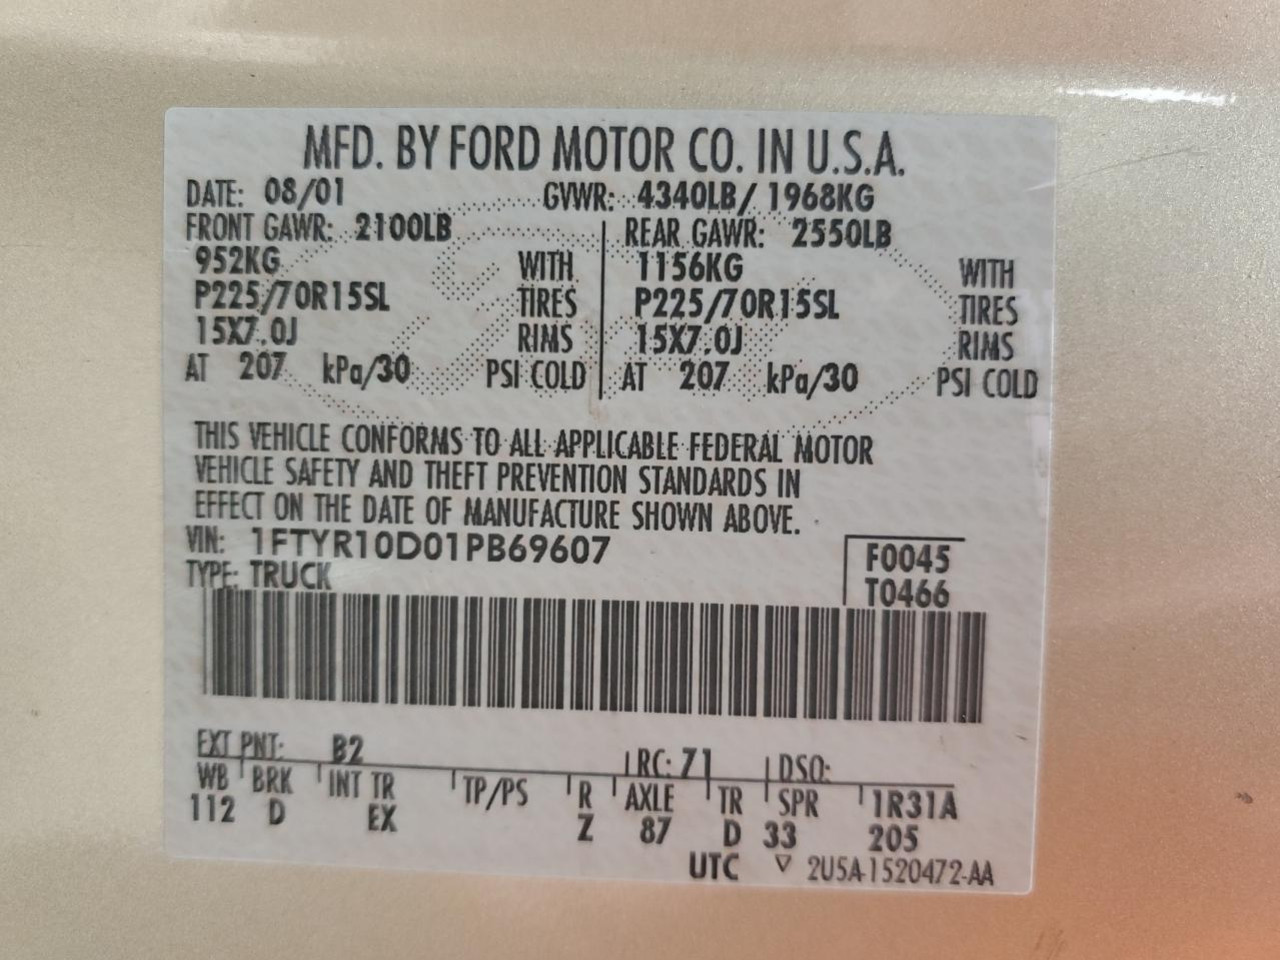 MFD. BY FORD MOTOR CO. IN U.S.A.
DATE: 08/01 GVWR: 4340LB/ 1968KG
FRONT GAWR: 2100LB REAR GAWR: 2550LB
952KG WITH 1156KG WITH
P225/70R15SL TIRES P225/70R15SL TIRES
15X7.0J RIMS 15X7.0J RIMS
AT 207 kPa/30 PSI COLD AT 207 kPa/30 PSI COLD
THIS VEHICLE CONFORMS TO ALL APPLICABLE FEDERAL MOTOR
VEHICLE SAFETY AND THEFT PREVENTION STANDARDS IN
EFFECT ON THE DATE OF MANUFACTURE SHOWN ABOVE.
VIN: 1FTYR10D01PB69607 F0045
TYPE: TRUCK T0466
EXT PNT: B2 RC: 71 DSO:
WB BRK INT TR TP/PS R AXLE TR SPR 1R31A
112 D EX Z 87 D 33 205
UTC ▽ 2U5A-1520472-AA